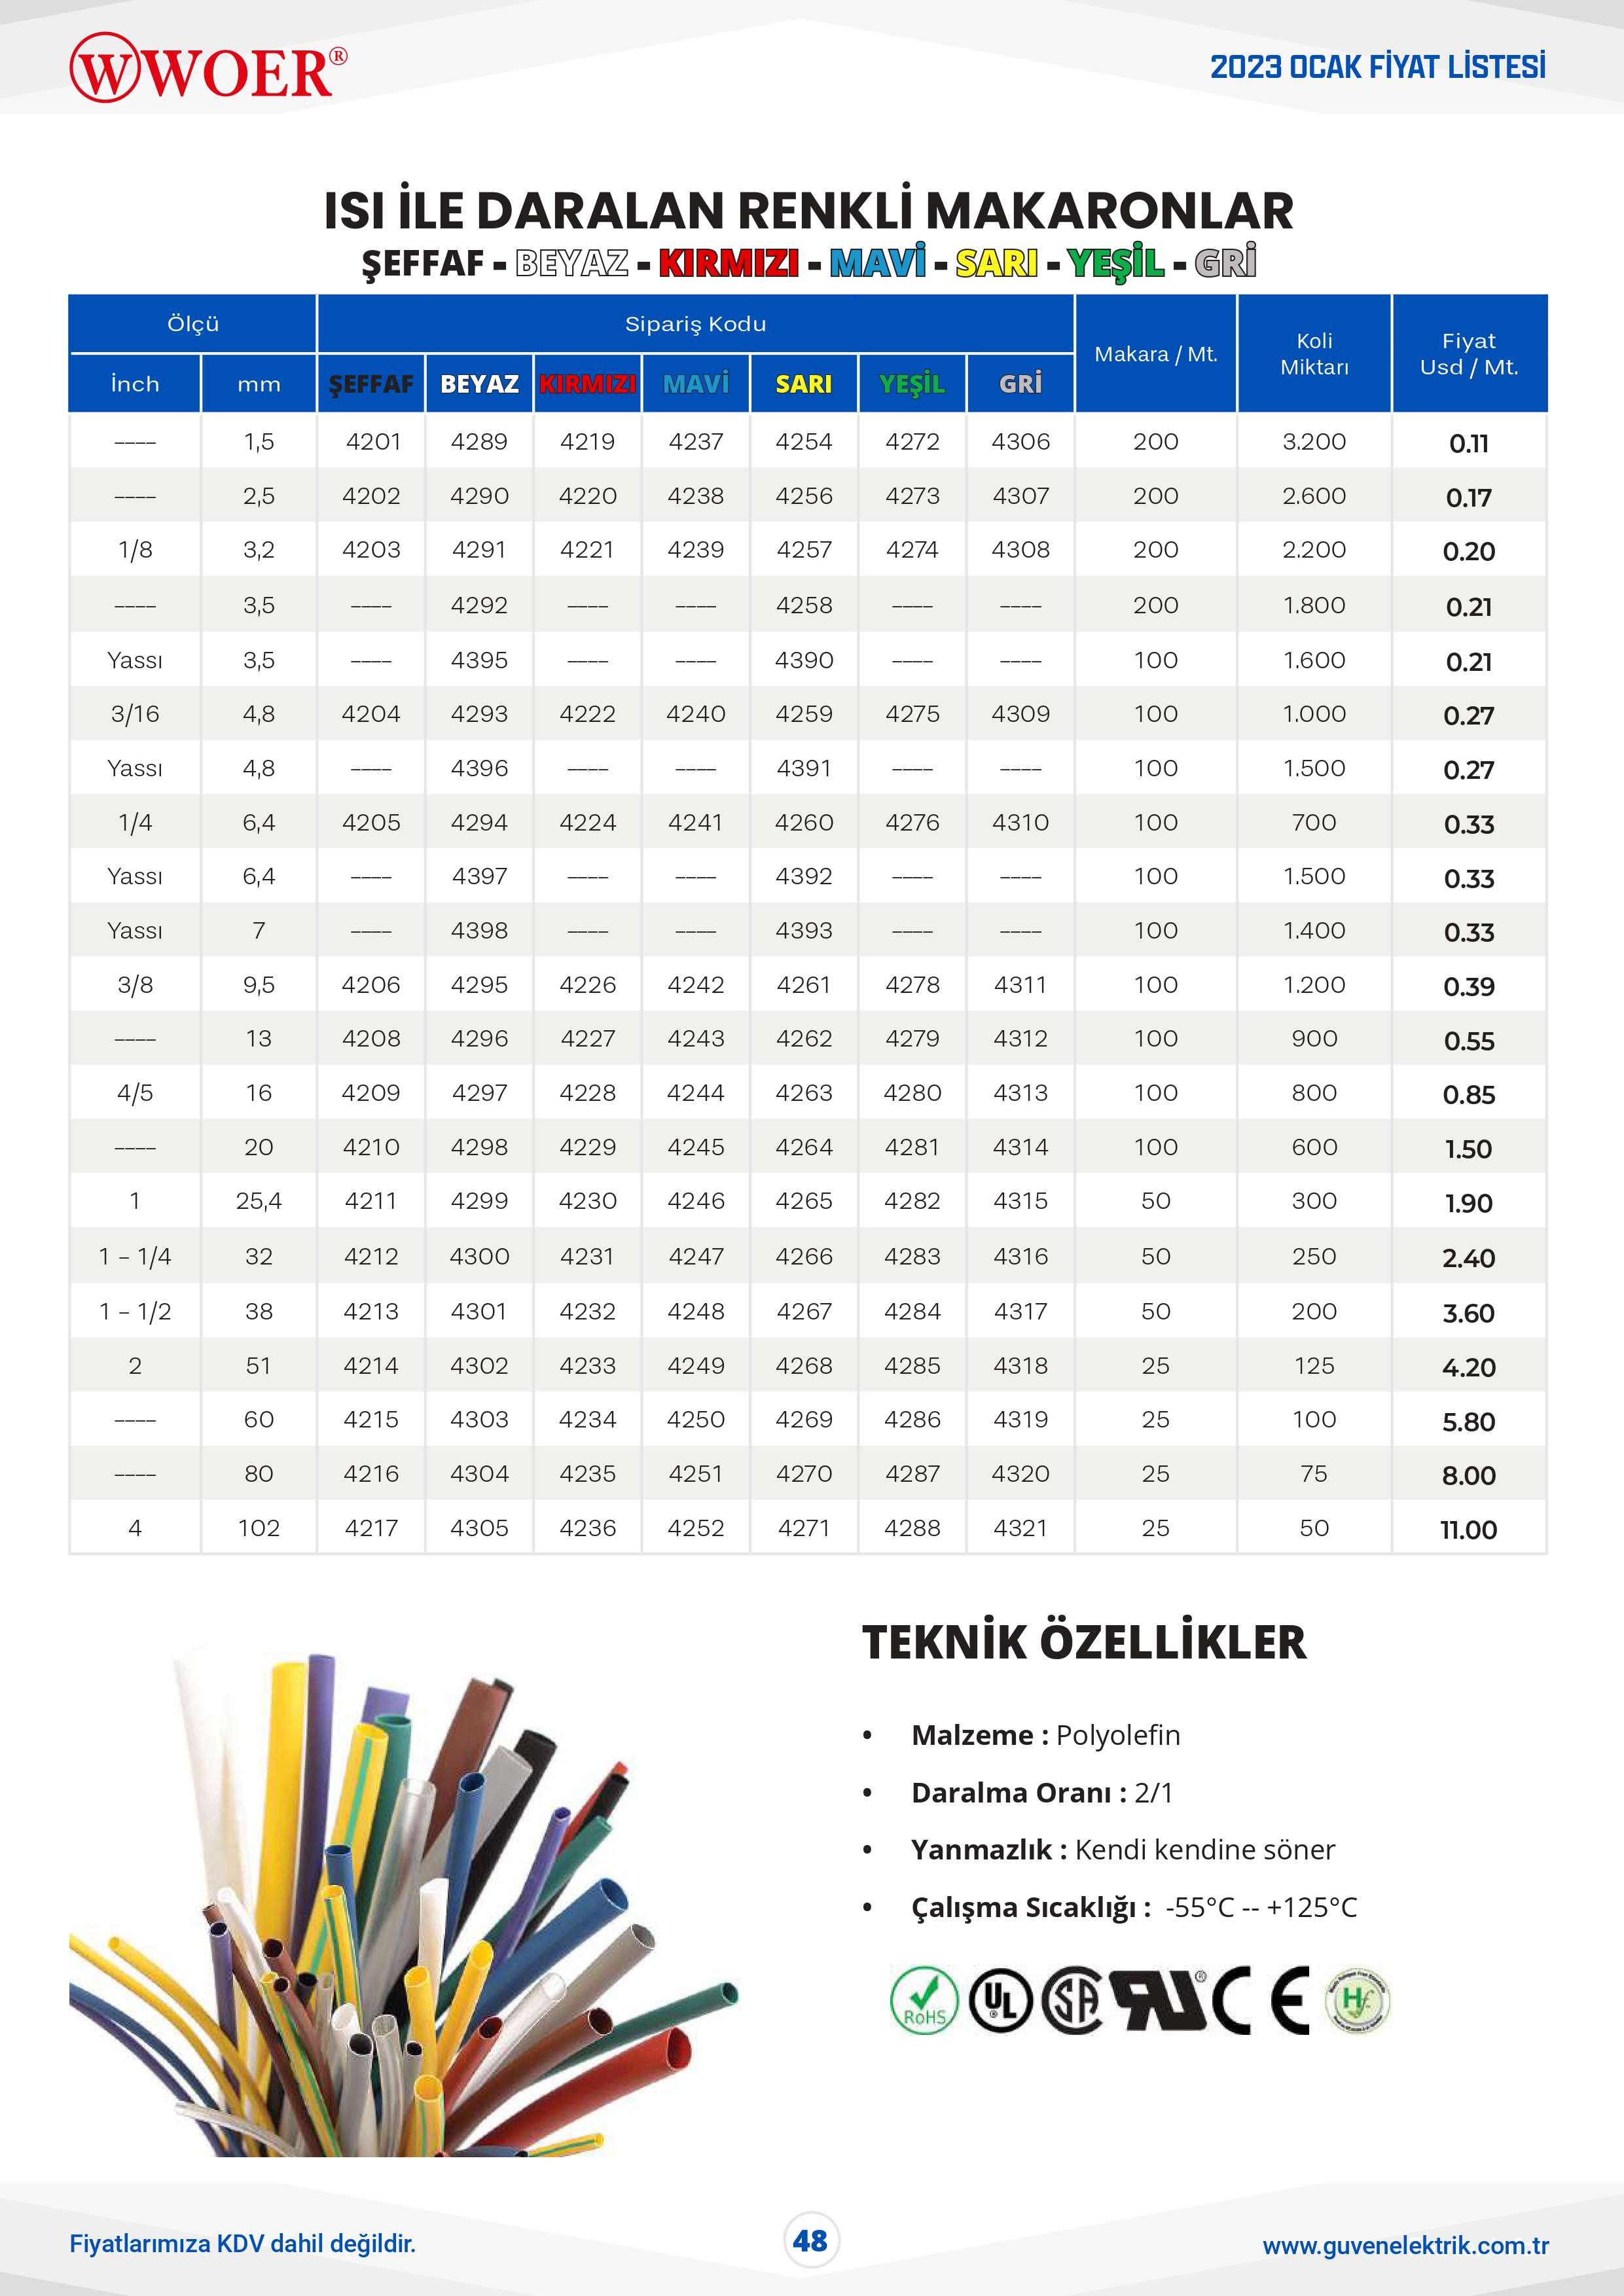 WWOER®
2023 OCAK FİYAT LİSTESİ
ISI İLE DARALAN RENKLİ MAKARONLAR
ŞEFFAF - BEYAZ - KIRMIZI - MAVİ - SARI - YEŞİL - GRİ
Ölçü Sipariş Kodu Makara / Mt. Koli Miktarı Fiyat Usd / Mt.
İnch mm ŞEFFAF BEYAZ KIRMIZI MAVİ SARI YEŞİL GRİ
---- 1,5 4201 4289 4219 4237 4254 4272 4306 200 3.200 0.11
---- 2,5 4202 4290 4220 4238 4256 4273 4307 200 2.600 0.17
1/8 3,2 4203 4291 4221 4239 4257 4274 4308 200 2.200 0.20
---- 3,5 ---- 4292 ---- ---- 4258 ---- ---- 200 1.800 0.21
Yassı 3,5 ---- 4395 ---- ---- 4390 ---- ---- 100 1.600 0.21
3/16 4,8 4204 4293 4222 4240 4259 4275 4309 100 1.000 0.27
Yassı 4,8 ---- 4396 ---- ---- 4391 ---- ---- 100 1.500 0.27
1/4 6,4 4205 4294 4224 4241 4260 4276 4310 100 700 0.33
Yassı 6,4 ---- 4397 ---- ---- 4392 ---- ---- 100 1.500 0.33
Yassı 7 ---- 4398 ---- ---- 4393 ---- ---- 100 1.400 0.33
3/8 9,5 4206 4295 4226 4242 4261 4278 4311 100 1.200 0.39
---- 13 4208 4296 4227 4243 4262 4279 4312 100 900 0.55
4/5 16 4209 4297 4228 4244 4263 4280 4313 100 800 0.85
---- 20 4210 4298 4229 4245 4264 4281 4314 100 600 1.50
1 25,4 4211 4299 4230 4246 4265 4282 4315 50 300 1.90
1 - 1/4 32 4212 4300 4231 4247 4266 4283 4316 50 250 2.40
1 - 1/2 38 4213 4301 4232 4248 4267 4284 4317 50 200 3.60
2 51 4214 4302 4233 4249 4268 4285 4318 25 125 4.20
---- 60 4215 4303 4234 4250 4269 4286 4319 25 100 5.80
---- 80 4216 4304 4235 4251 4270 4287 4320 25 75 8.00
4 102 4217 4305 4236 4252 4271 4288 4321 25 50 11.00
TEKNİK ÖZELLİKLER
• Malzeme : Polyolefin
• Daralma Oranı : 2/1
• Yanmazlık : Kendi kendine söner
• Çalışma Sıcaklığı : -55°C -- +125°C
RoHS UL ® SA RU ® CE Hf
Fiyatlarımıza KDV dahil değildir.
48
www.guvenelektrik.com.tr